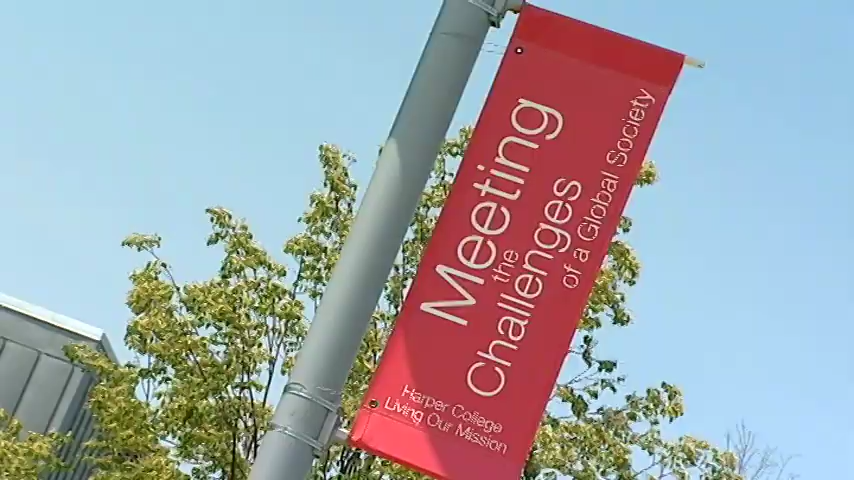 Meeting
the
Challenges
of a Global Society
Harper College
Living Our Mission